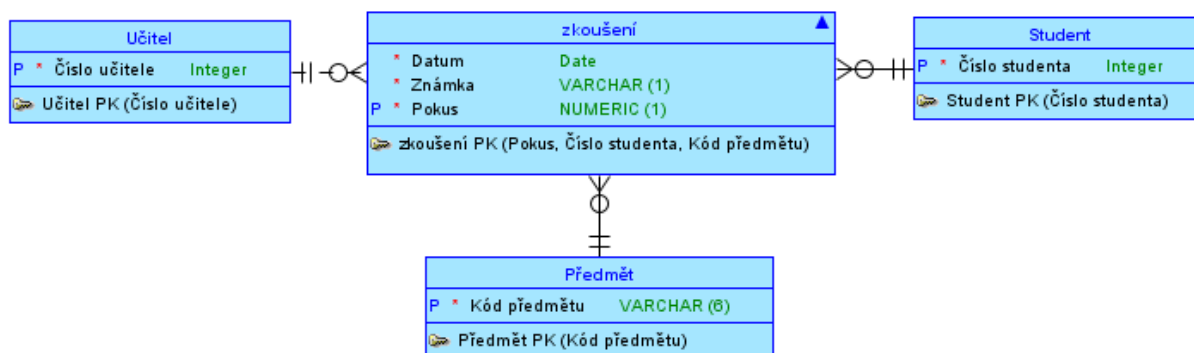 Učitel
P * Číslo učitele Integer
Učitel PK (Číslo učitele)
zkoušení
* Datum Date
* Známka VARCHAR (1)
P * Pokus NUMERIC (1)
zkoušení PK (Pokus, Číslo studenta, Kód předmětu)
Student
P * Číslo studenta Integer
Student PK (Číslo studenta)
Předmět
P * Kód předmětu VARCHAR (6)
Předmět PK (Kód předmětu)